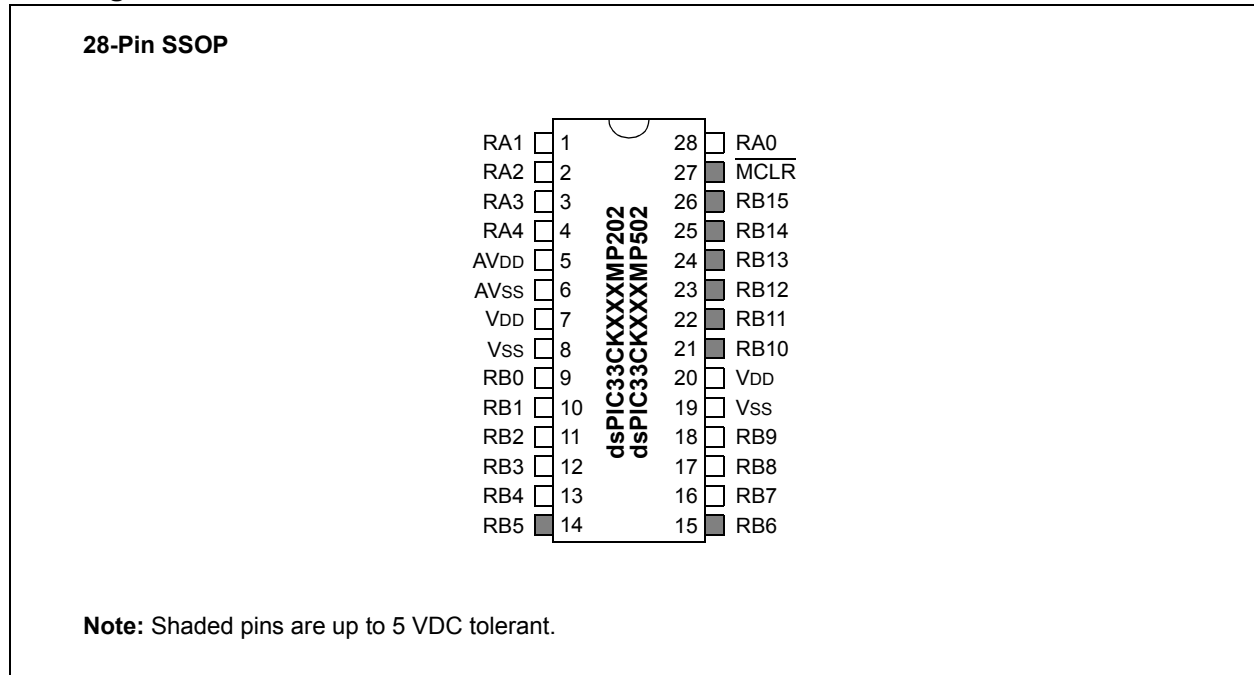 28-Pin SSOP
RA1 1 28 RA0
RA2 2 27 MCLR
RA3 3 26 RB15
RA4 4 25 RB14
AVDD 5 24 RB13
AVSS 6 23 RB12
VDD 7 22 RB11
VSS 8 21 RB10
RB0 9 20 VDD
RB1 10 19 VSS
RB2 11 18 RB9
RB3 12 17 RB8
RB4 13 16 RB7
RB5 14 15 RB6
dsPIC33CKXXXMP202
dsPIC33CKXXXMP502
Note: Shaded pins are up to 5 VDC tolerant.